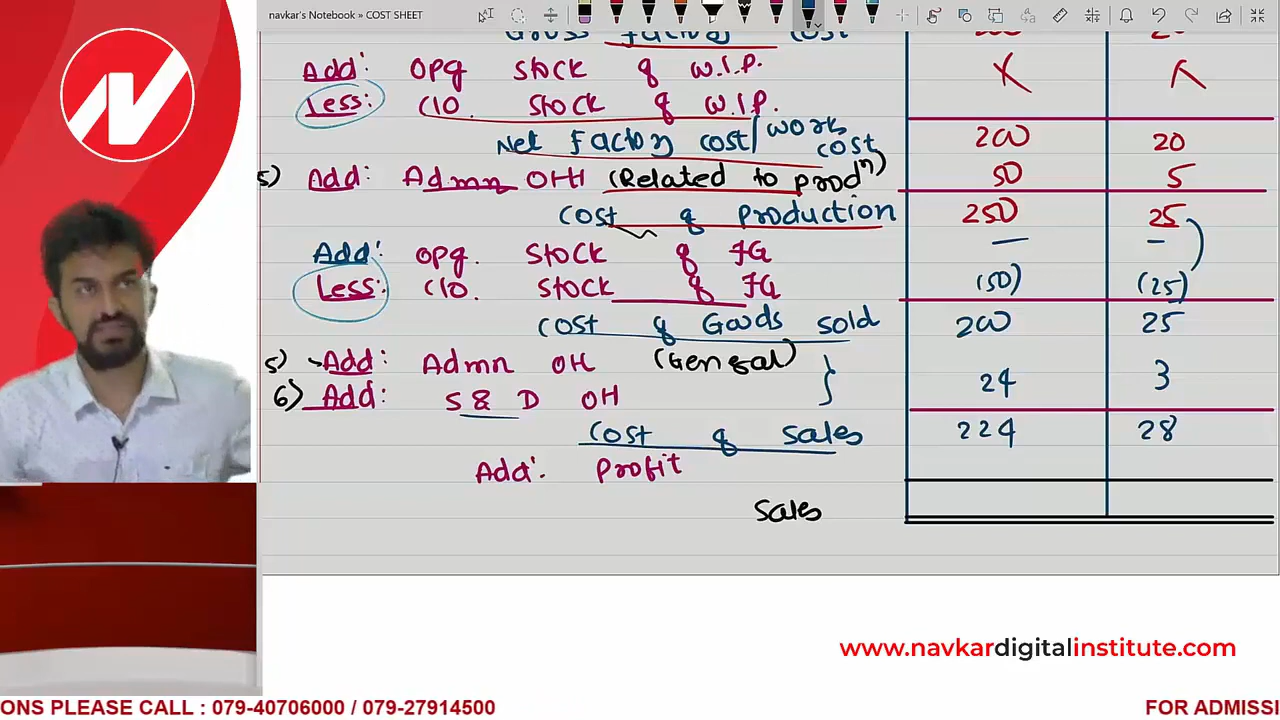 navkar's Notebook » COST SHEET
Gross Factory Cost
Add: opg stock of W.I.P. X X
Less: Clo. stock of W.I.P.
Net Factory cost/work cost 200 20
5) Add: Admn OHH (Related to prodⁿ) 50 5
Cost of production 250 25
Add: opg. stock of FG — –
Less: Clo. stock of FG (50) (25)
Cost of Goods sold 200 25
5) Add: Admn OH (General)
24 3
6) Add: S & D OH
Cost of sales 224 28
Add: Profit
Sales
www.navkardigitalinstitute.com
ONS PLEASE CALL : 079-40706000 / 079-27914500 FOR ADMISSI